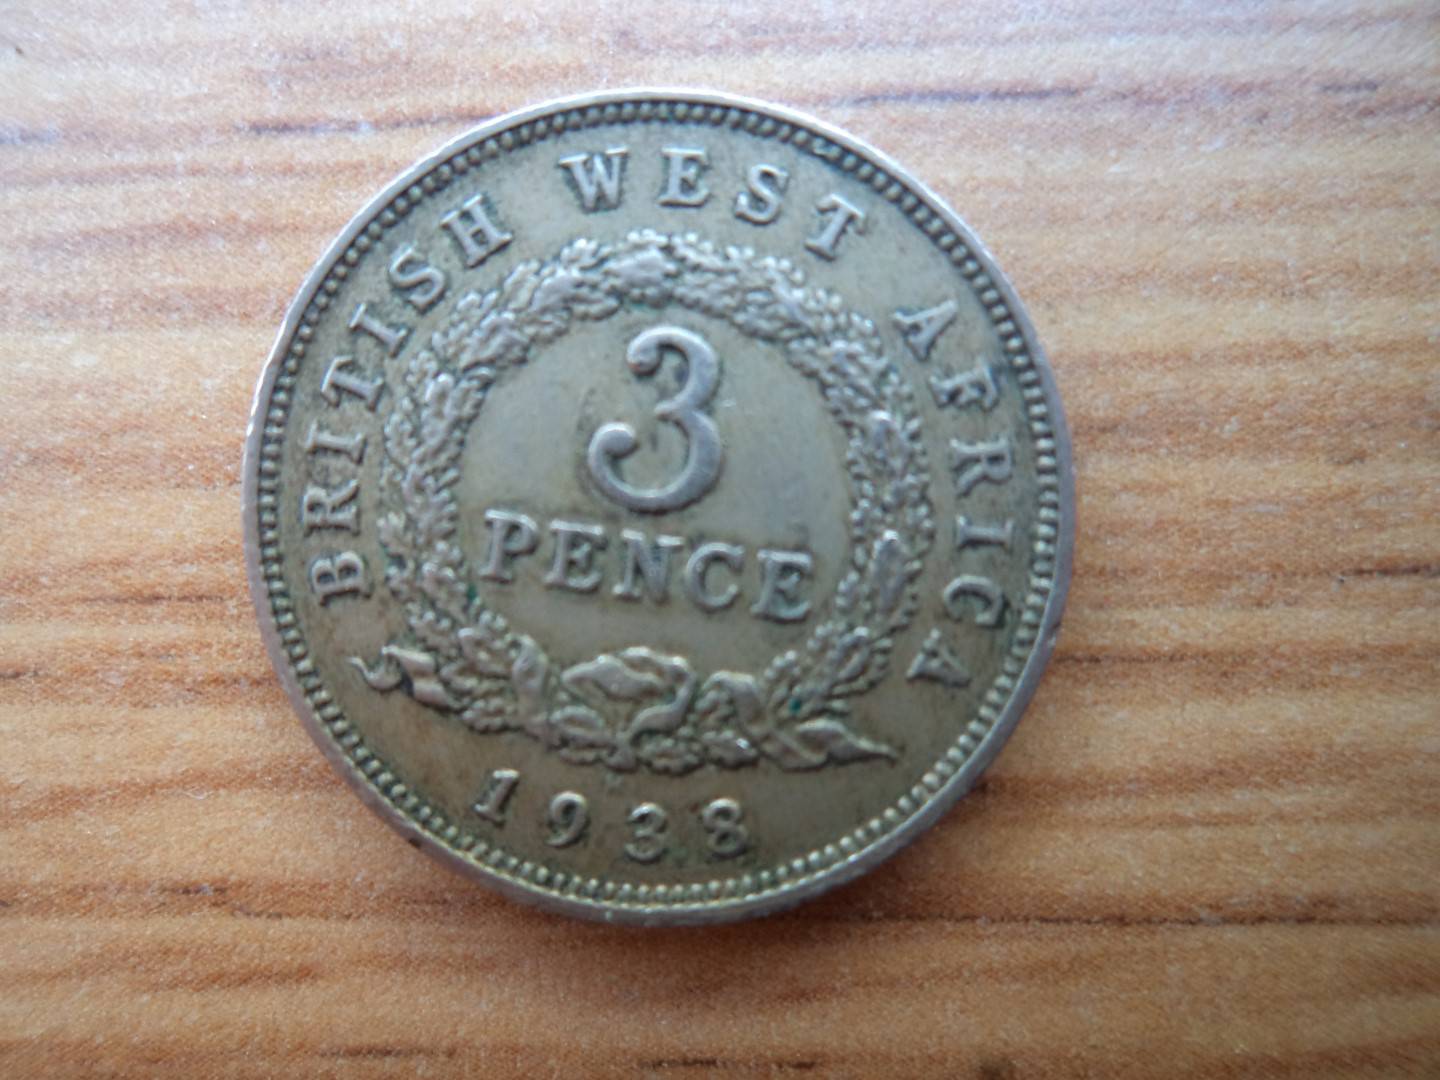 BRITISH WEST AFRICA
3
PENCE
1938